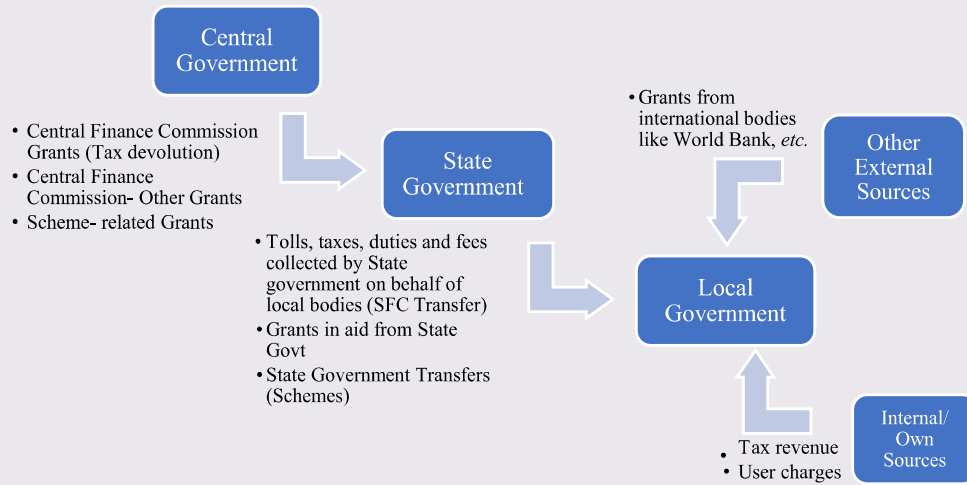 Central
Government
• Central Finance Commission
Grants (Tax devolution)
• Central Finance
Commission- Other Grants
• Scheme- related Grants
State
Government
• Tolls, taxes, duties and fees
collected by State
government on behalf of
local bodies (SFC Transfer)
• Grants in aid from State
Govt
• State Government Transfers
(Schemes)
• Grants from
international bodies
like World Bank, etc.
Other
External
Sources
Local
Government
Internal/
Own
Sources
• Tax revenue
• User charges